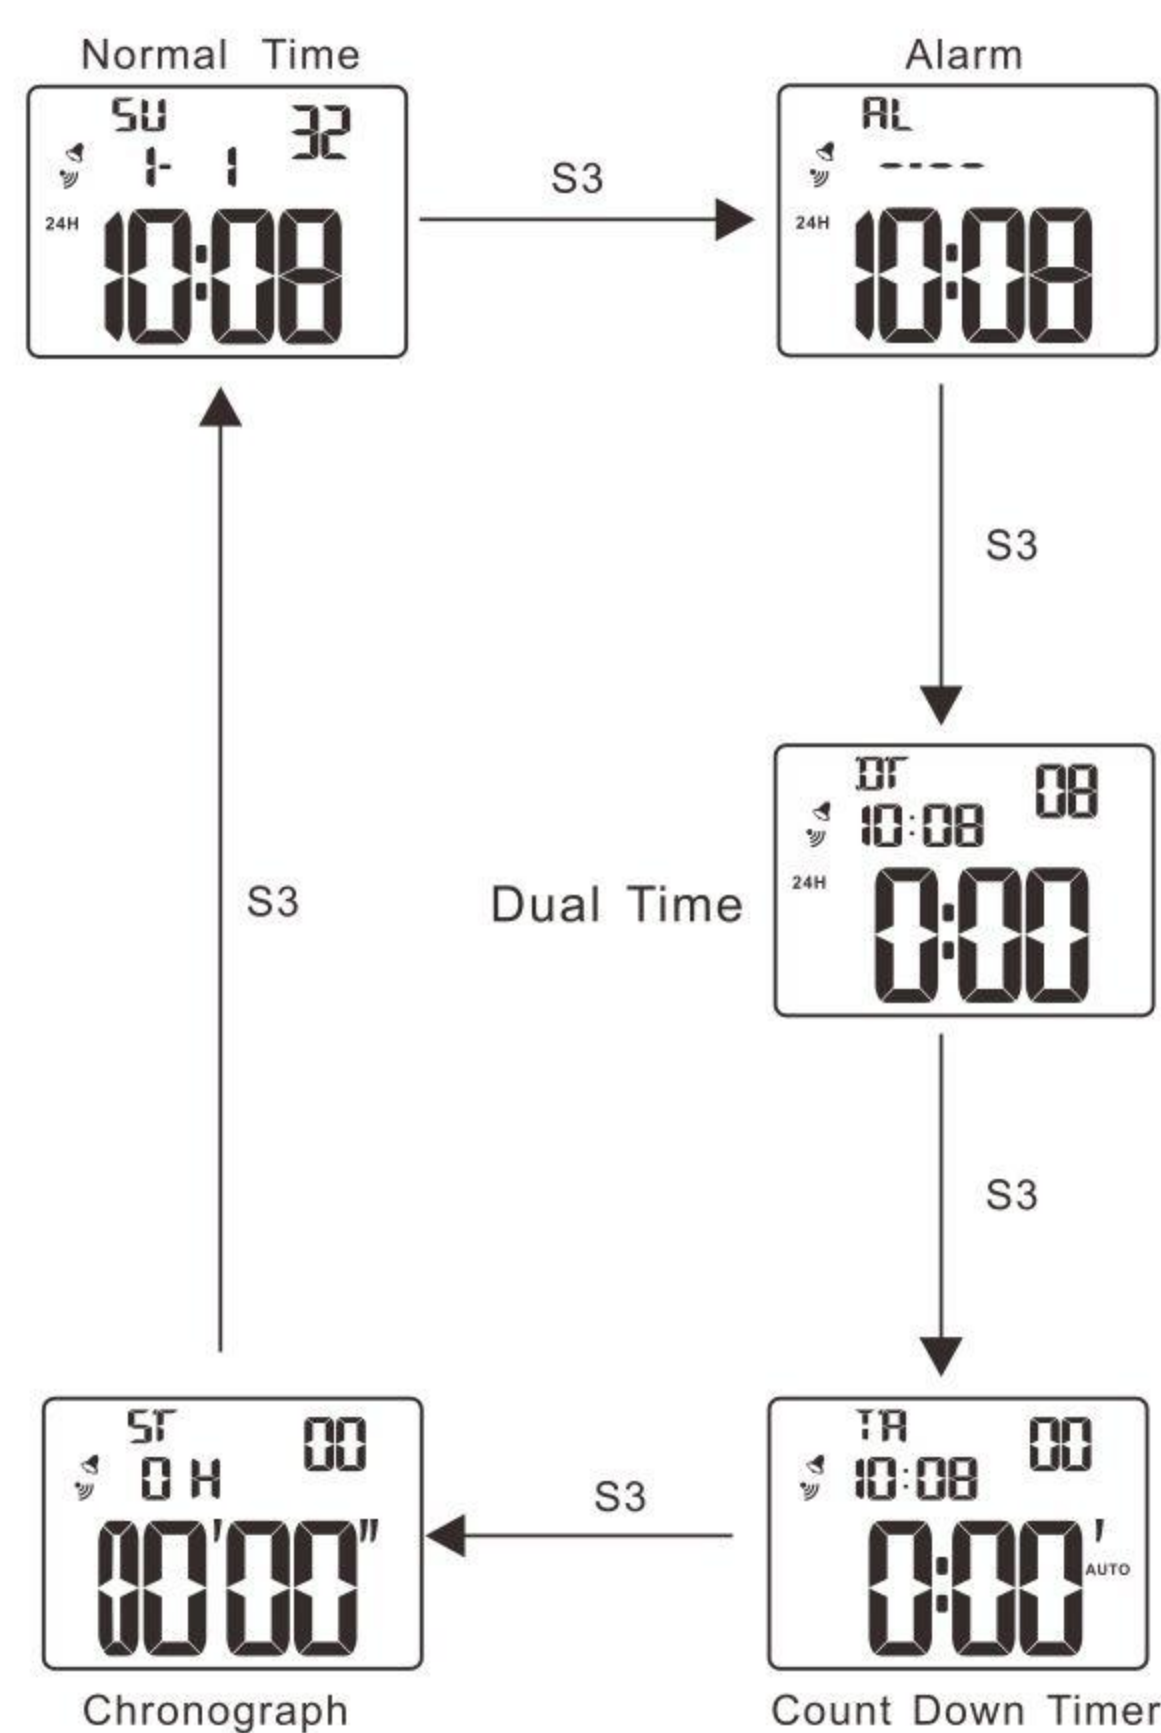 Normal Time
SU
32
1- 1
24H
10:08
S3
Alarm
AL
-----
24H
10:08
S3
DT
08
10:08
24H
0:00
Dual Time
S3
TA
00
10:08
0:00'
AUTO
Count Down Timer
S3
ST
00
0 H
00'00"
Chronograph
S3